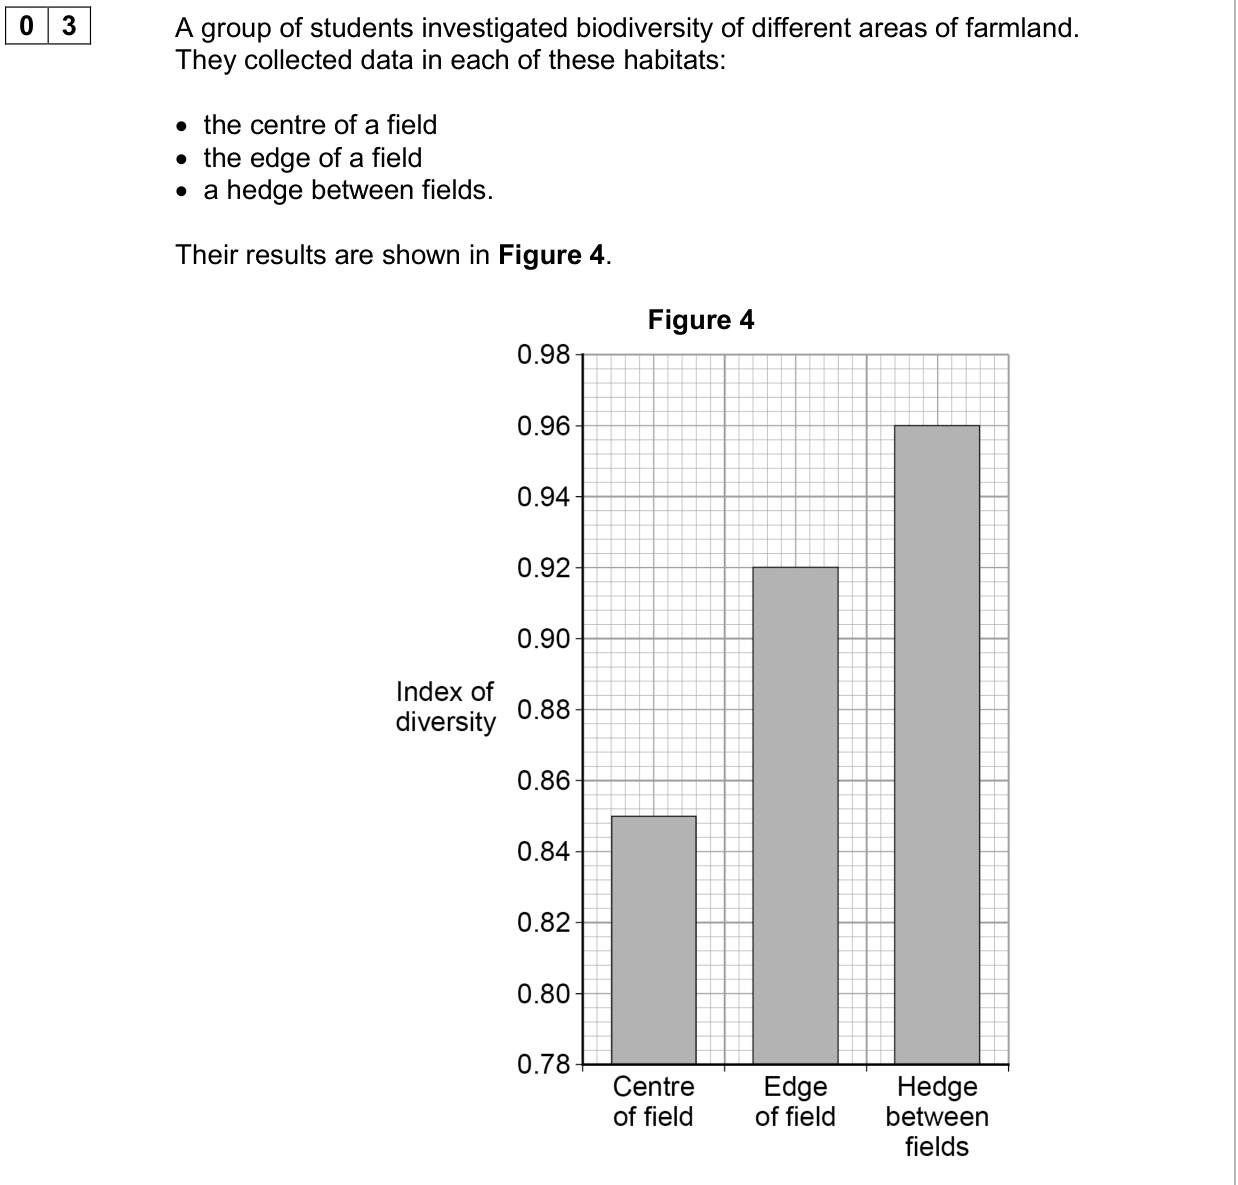 0 3
A group of students investigated biodiversity of different areas of farmland.
They collected data in each of these habitats:
• the centre of a field
• the edge of a field
• a hedge between fields.
Their results are shown in Figure 4.
Figure 4
0.98
0.96
0.94
0.92
0.90
0.88
0.86
0.84
0.82
0.80
0.78
Index of
diversity
Centre
of field
Edge
of field
Hedge
between
fields